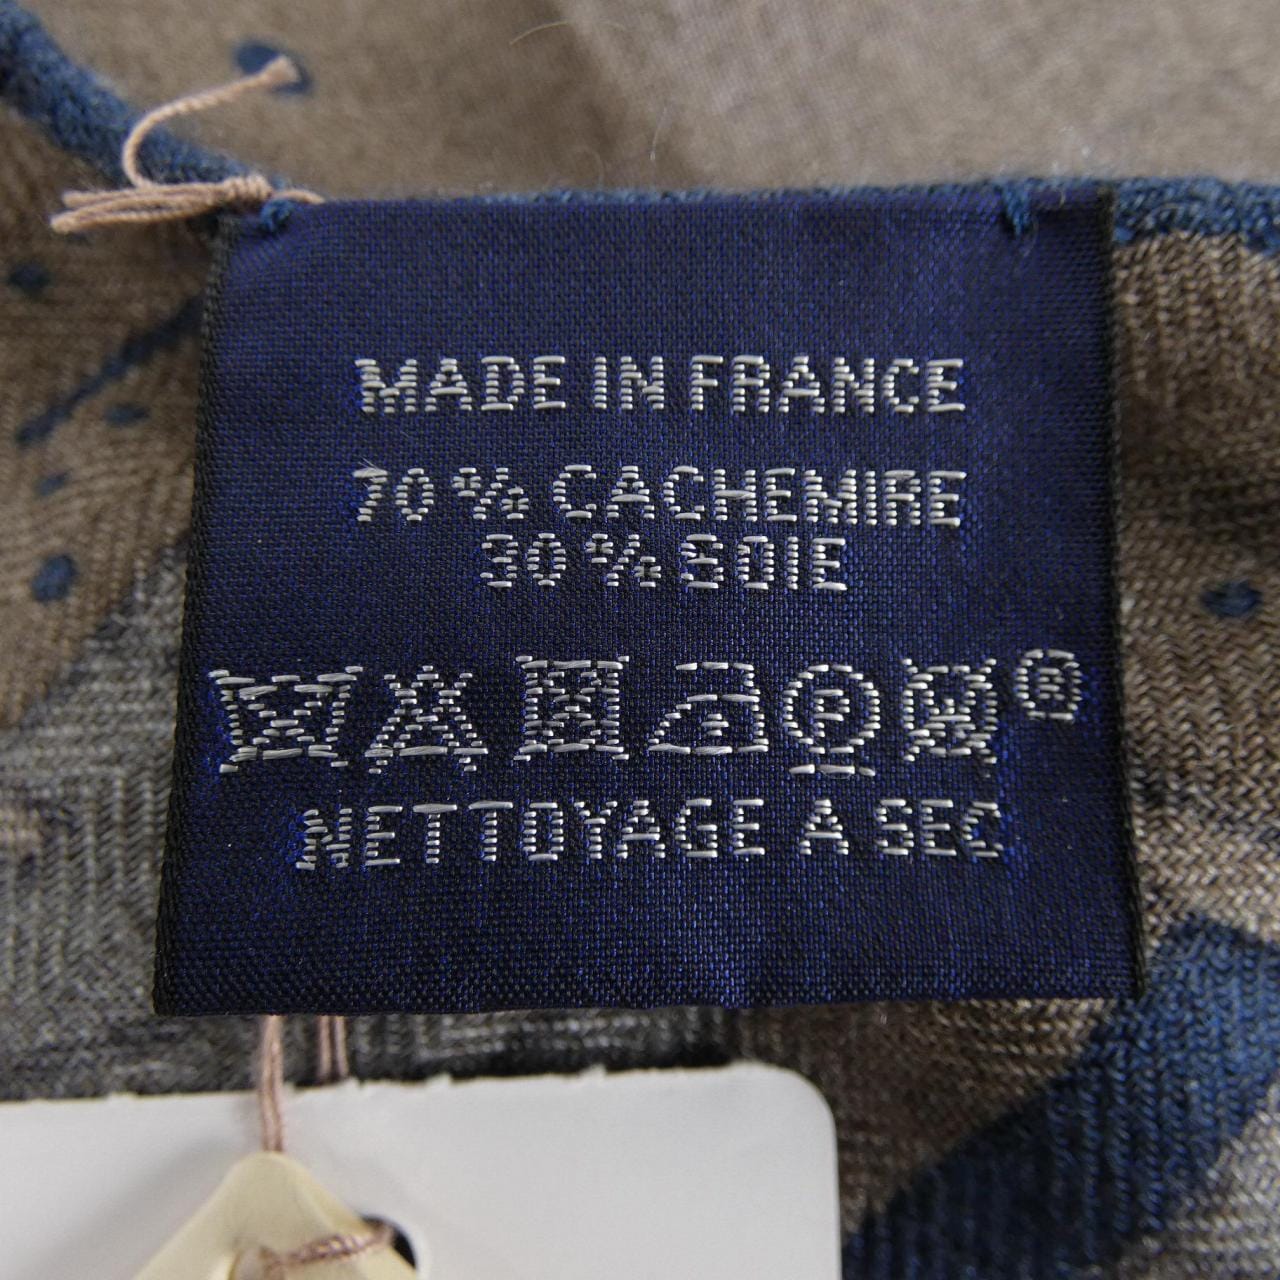 MADE IN FRANCE
70 % CACHEMIRE
30 % SOIE
P ®
NETTOYAGE A SEC